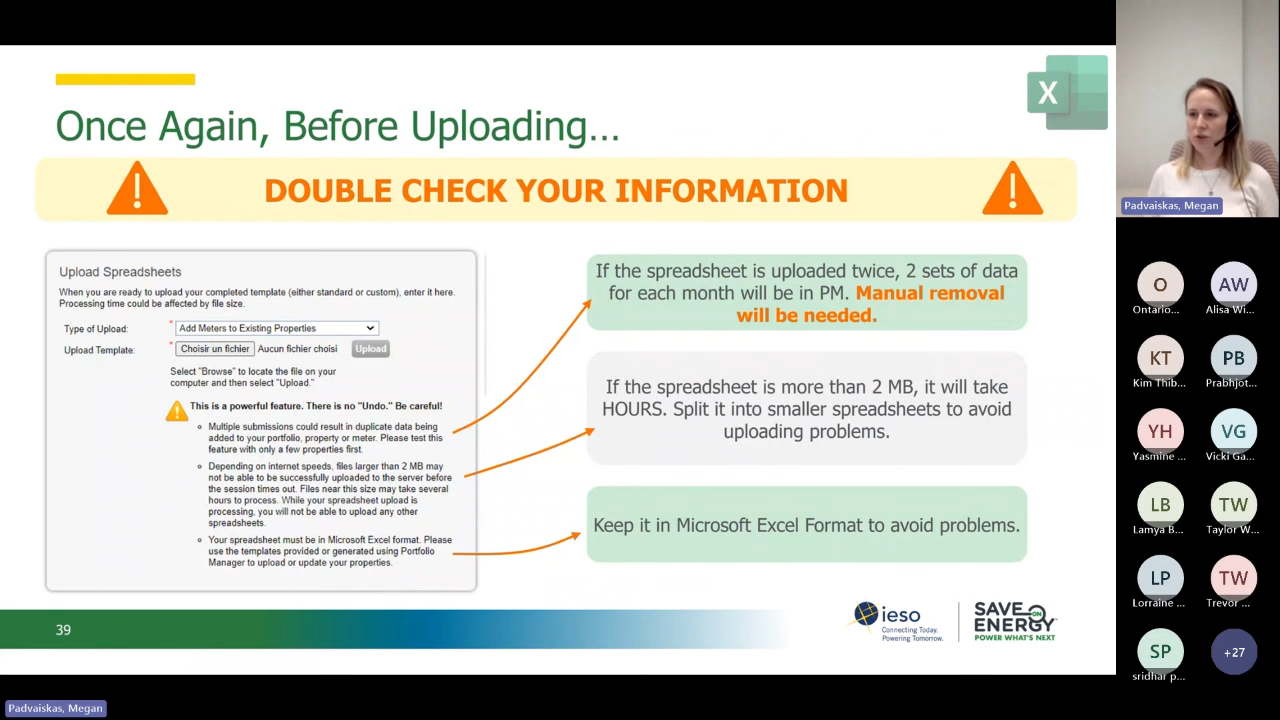 Once Again, Before Uploading...
X
DOUBLE CHECK YOUR INFORMATION
Upload Spreadsheets
When you are ready to upload your completed template (either standard or custom), enter it here.
Processing time could be affected by file size.
Type of Upload:
* Add Meters to Existing Properties
Upload Template:
* Choisir un fichier Aucun fichier choisi Upload
Select "Browse" to locate the file on your
computer and then select "Upload."
This is a powerful feature. There is no "Undo." Be careful!
Multiple submissions could result in duplicate data being
added to your portfolio, property or meter. Please test this
feature with only a few properties first.
Depending on internet speeds, files larger than 2 MB may
not be able to be successfully uploaded to the server before
the session times out. Files near this size may take several
hours to process. While your spreadsheet upload is
processing, you will not be able to upload any other
spreadsheets.
Your spreadsheet must be in Microsoft Excel format. Please
use the templates provided or generated using Portfolio
Manager to upload or update your properties.
If the spreadsheet is uploaded twice, 2 sets of data
for each month will be in PM. Manual removal
will be needed.
If the spreadsheet is more than 2 MB, it will take
HOURS. Split it into smaller spreadsheets to avoid
uploading problems.
Keep it in Microsoft Excel Format to avoid problems.
39
ieso
Connecting Today.
Powering Tomorrow.
SAVE ON
ENERGY
POWER WHAT'S NEXT
Padvaiskas, Megan
O
Ontario...
AW
Alisa Wi...
KT
Kim Thib...
PB
Prabhjot...
YH
Yasmine ...
VG
Vicki Ga...
LB
Lamya B...
TW
Taylor W...
LP
Lorraine ...
TW
Trevor ...
SP
sridhar p...
+27
Padvaiskas, Megan